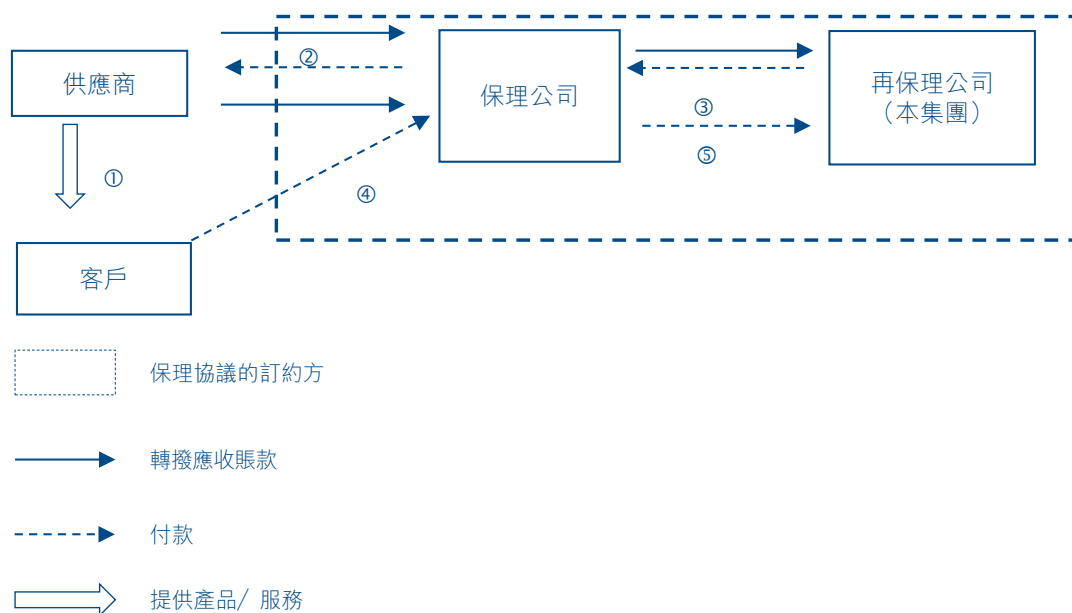 供應商
②
保理公司
再保理公司
（本集團）
③
⑤
①
④
客戶
保理協議的訂約方
轉撥應收賬款
付款
提供產品/ 服務